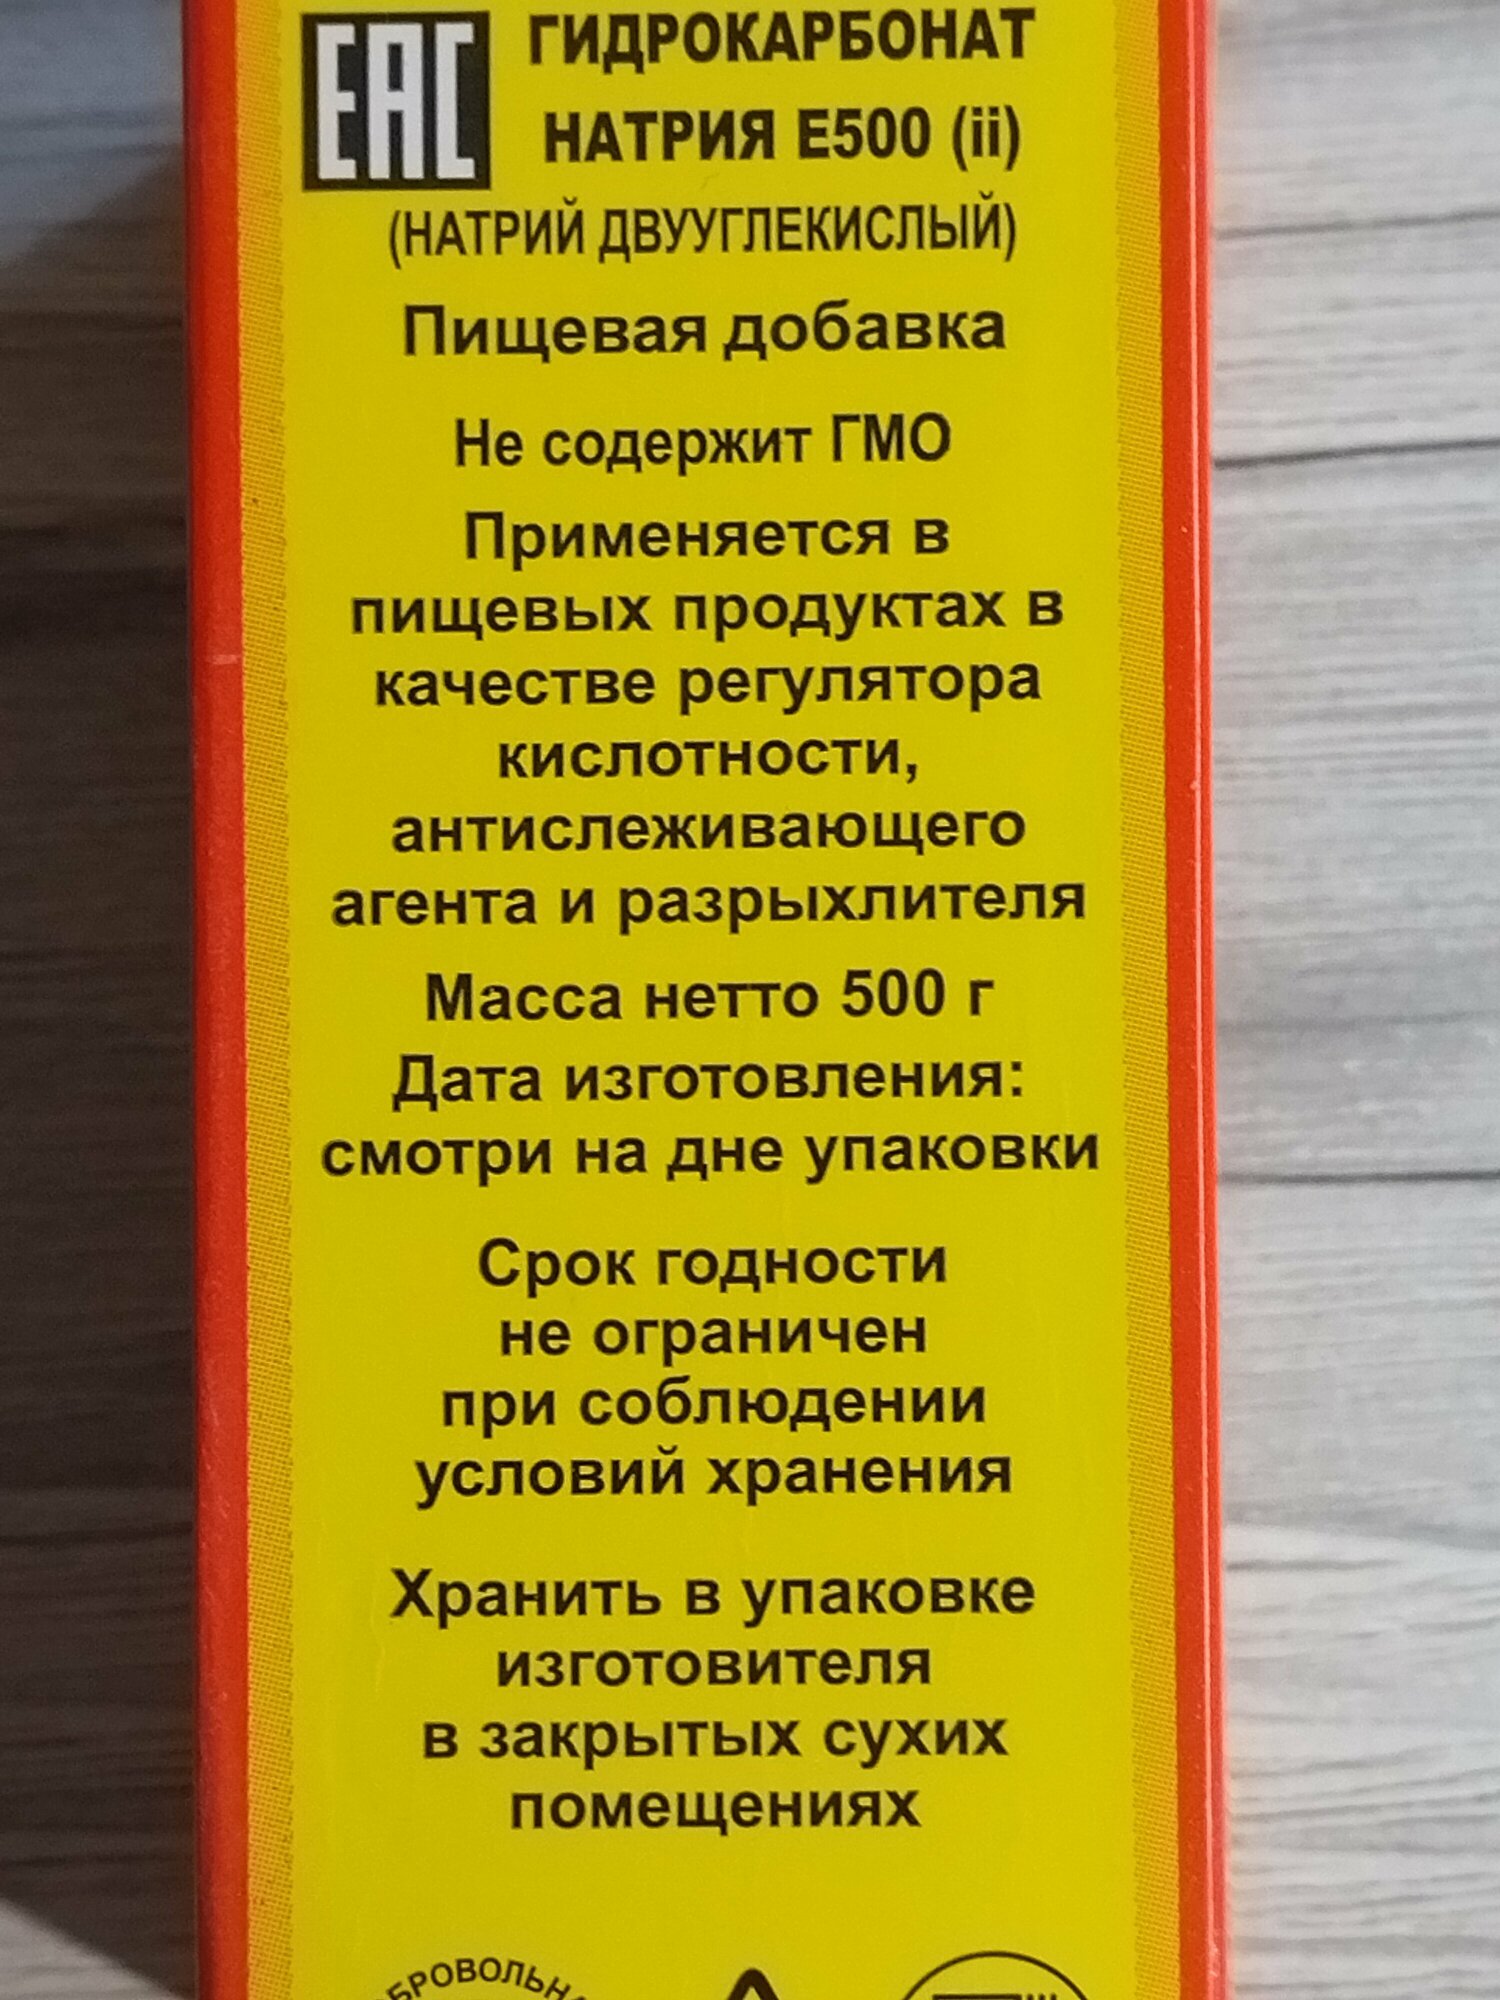 ЕАС
ГИДРОКАРБОНАТ
НАТРИЯ Е500 (ii)
(НАТРИЙ ДВУУГЛЕКИСЛЫЙ)
Пищевая добавка
Не содержит ГМО
Применяется в
пищевых продуктах в
качестве регулятора
кислотности,
антислеживающего
агента и разрыхлителя
Масса нетто 500 г
Дата изготовления:
смотри на дне упаковки
Срок годности
не ограничен
при соблюдении
условий хранения
Хранить в упаковке
изготовителя
в закрытых сухих
помещениях